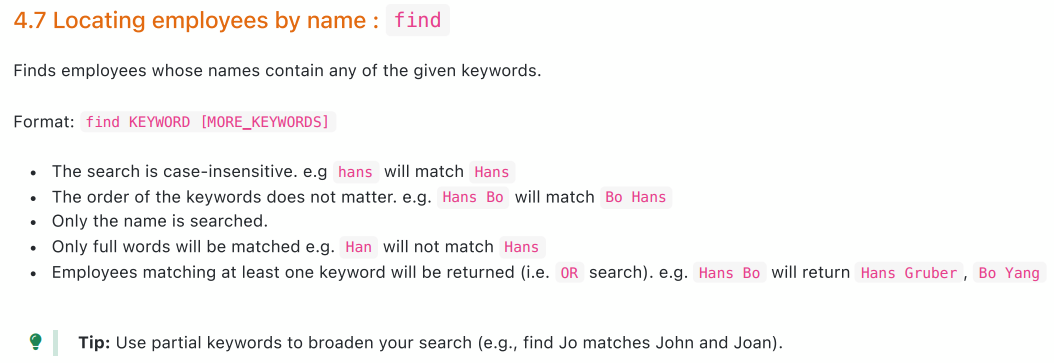 4.7 Locating employees by name : find
Finds employees whose names contain any of the given keywords.
Format: find KEYWORD [MORE_KEYWORDS]
• The search is case-insensitive. e.g hans will match Hans
• The order of the keywords does not matter. e.g. Hans Bo will match Bo Hans
• Only the name is searched.
• Only full words will be matched e.g. Han will not match Hans
• Employees matching at least one keyword will be returned (i.e. OR search). e.g. Hans Bo will return Hans Gruber, Bo Yang
Tip: Use partial keywords to broaden your search (e.g., find Jo matches John and Joan).